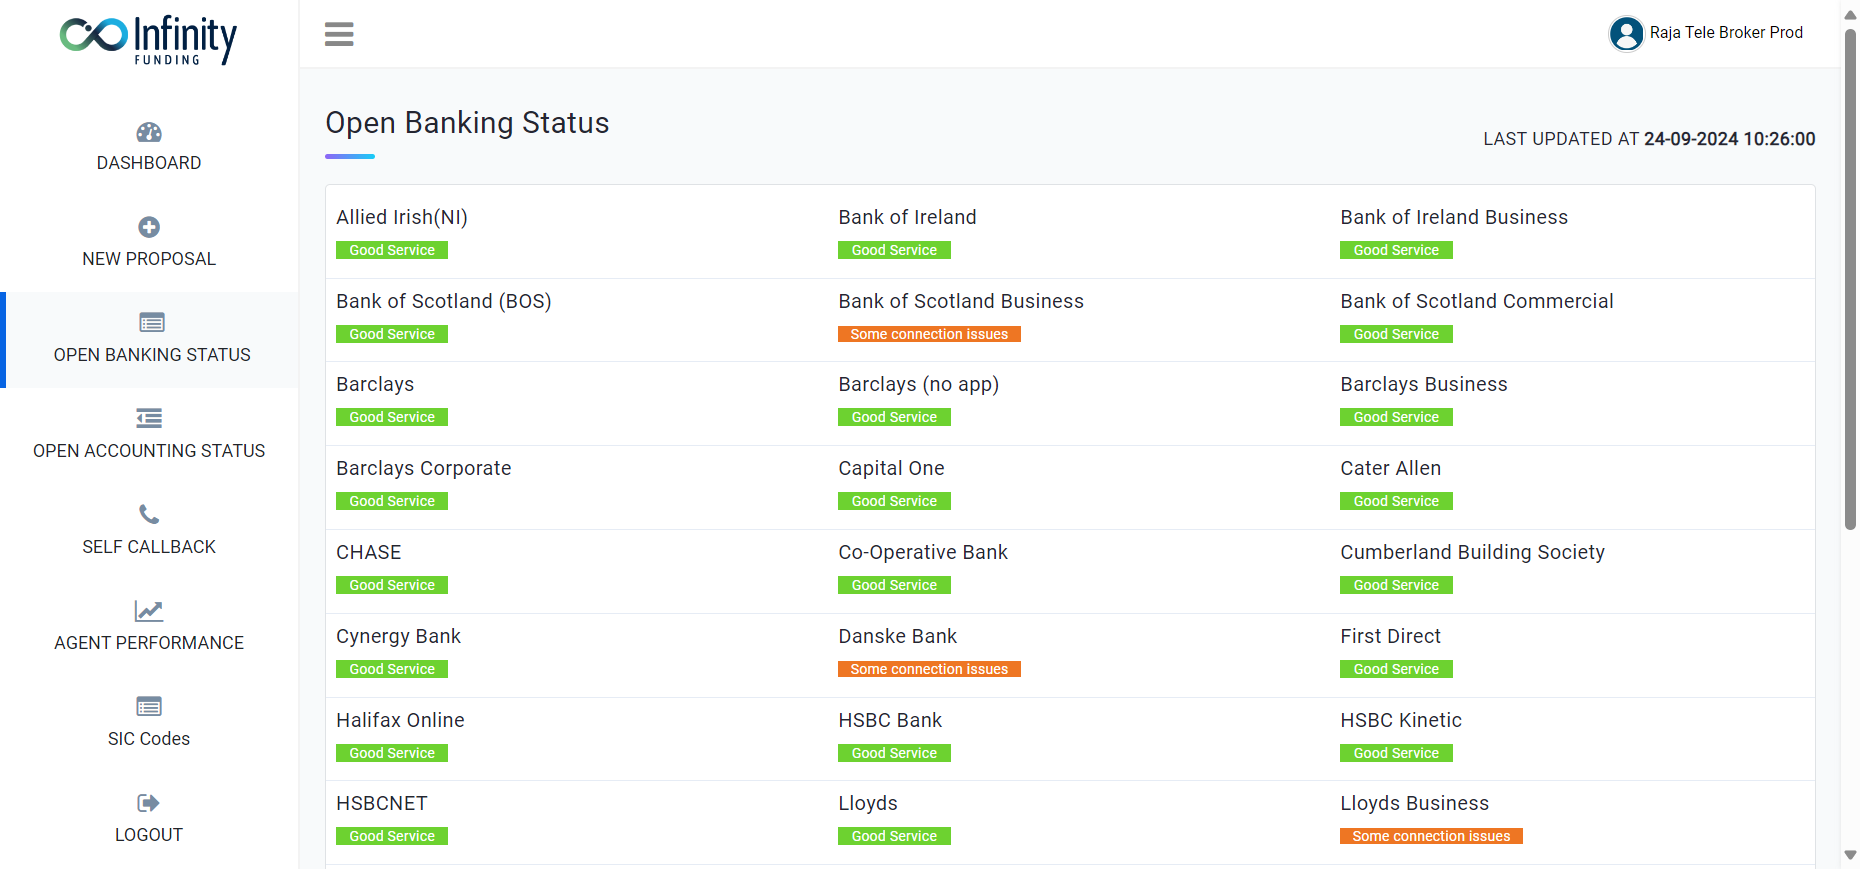 Infinity
FUNDING
Raja Tele Broker Prod
DASHBOARD
NEW PROPOSAL
OPEN BANKING STATUS
OPEN ACCOUNTING STATUS
SELF CALLBACK
AGENT PERFORMANCE
SIC Codes
LOGOUT
Open Banking Status
LAST UPDATED AT 24-09-2024 10:26:00
Allied Irish(NI)
Good Service
Bank of Ireland
Good Service
Bank of Ireland Business
Good Service
Bank of Scotland (BOS)
Good Service
Bank of Scotland Business
Some connection issues
Bank of Scotland Commercial
Good Service
Barclays
Good Service
Barclays (no app)
Good Service
Barclays Business
Good Service
Barclays Corporate
Good Service
Capital One
Good Service
Cater Allen
Good Service
CHASE
Good Service
Co-Operative Bank
Good Service
Cumberland Building Society
Good Service
Cynergy Bank
Good Service
Danske Bank
Some connection issues
First Direct
Good Service
Halifax Online
Good Service
HSBC Bank
Good Service
HSBC Kinetic
Good Service
HSBCNET
Good Service
Lloyds
Good Service
Lloyds Business
Some connection issues